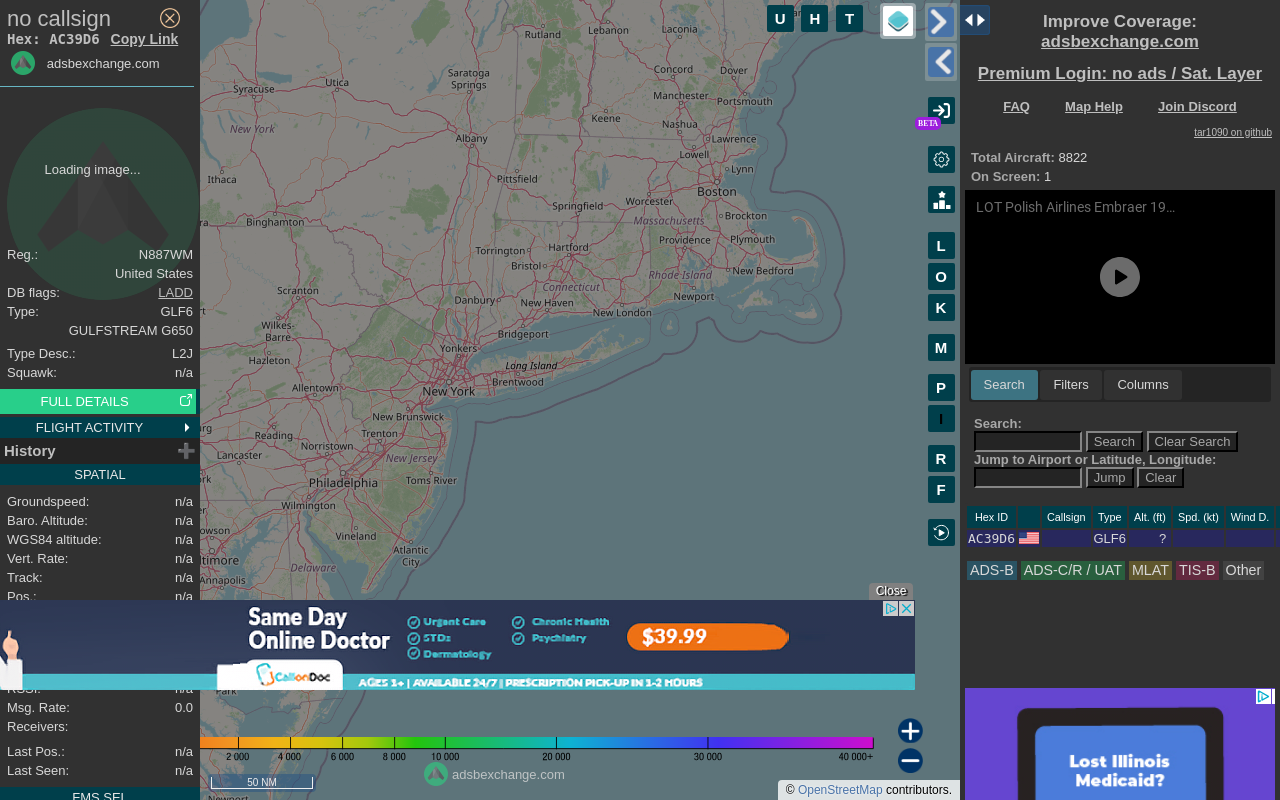 no callsign
Hex: AC39D6 Copy Link
adsbexchange.com
Loading image...
Reg.: N887WM
United States
DB flags: LADD
Type: GLF6
GULFSTREAM G650
Type Desc.: L2J
Squawk: n/a
FULL DETAILS
FLIGHT ACTIVITY
History
SPATIAL
Groundspeed: n/a
Baro. Altitude: n/a
WGS84 altitude: n/a
Vert. Rate: n/a
Track: n/a
Pos.: n/a
RSSI: n/a
Msg. Rate: 0.0
Receivers:
Last Pos.: n/a
Last Seen: n/a
FMS SEL
U H T
BETA
L
O
K
M
P
I
R
F
Rutland
Lebanon
Laconia
Concord
Dover
Utica
Saratoga
Springs
Syracuse
Manchester
Portsmouth
Keene
Nashua
New York
Albany
Lawrence
Lowell
Lynn
Ithaca
Pittsfield
Boston
Worcester
Springfield
Massachusetts
Brockton
Binghamton
Hartford
Providence
Plymouth
Torrington
Bristol
Rhode Island
New Bedford
Connecticut
Scranton
Danbury
New Haven
Newport
New London
Wilkes-
Barre
Bridgeport
Yonkers
Hazleton
Long Island
Brentwood
Allentown
New York
New Brunswick
Reading
Trenton
Norristown
Lancaster
New Jersey
Philadelphia
Toms River
Wilmington
Vineland
Atlantic
City
Annapolis
Delaware
Close
Same Day
Online Doctor
Urgent Care
STDs
Dermatology
Chronic Health
Psychiatry
$39.99
CallonDoc
AGES 1+ | AVAILABLE 24/7 | PRESCRIPTION PICK-UP IN 1-2 HOURS
Park
2 000 4 000 6 000 8 000 10 000 20 000 30 000 40 000+
50 NM
adsbexchange.com
Newport
© OpenStreetMap contributors.
Improve Coverage:
adsbexchange.com
Premium Login: no ads / Sat. Layer
FAQ Map Help Join Discord
tar1090 on github
Total Aircraft: 8822
On Screen: 1
LOT Polish Airlines Embraer 19…
Search Filters Columns
Search:
Search Clear Search
Jump to Airport or Latitude, Longitude:
Jump Clear
Hex ID Callsign Type Alt. (ft) Spd. (kt) Wind D.
AC39D6 GLF6 ?
ADS-B ADS-C/R / UAT MLAT TIS-B Other
Lost Illinois
Medicaid?